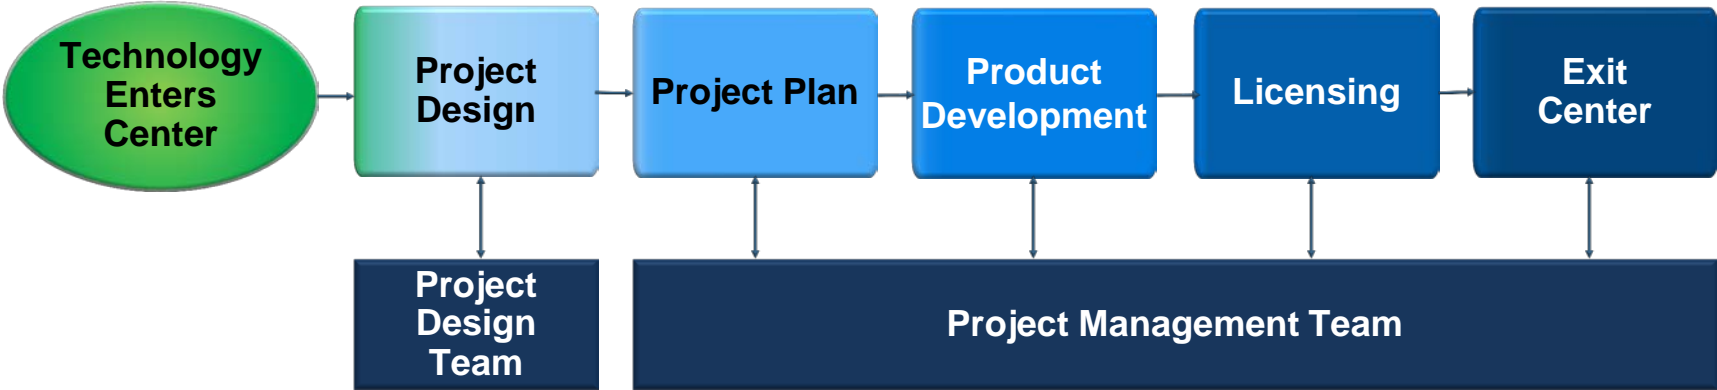 Technology
Enters
Center
Project
Design
Project Plan
Product
Development
Licensing
Exit
Center
Project
Design
Team
Project Management Team